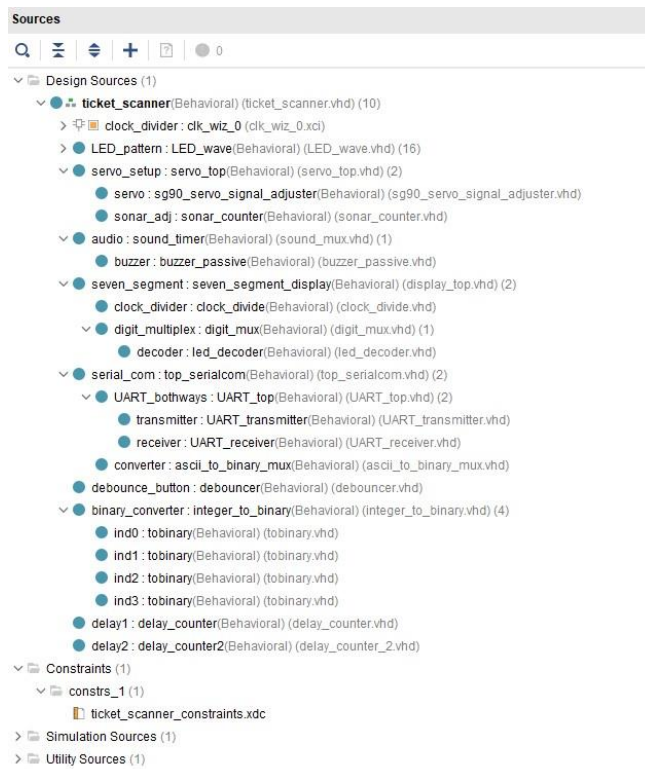 Sources
0
Design Sources (1)
ticket_scanner(Behavioral) (ticket_scanner.vhd) (10)
clock_divider : clk_wiz_0 (clk_wiz_0.xci)
LED_pattern : LED_wave(Behavioral) (LED_wave.vhd) (16)
servo_setup : servo_top(Behavioral) (servo_top.vhd) (2)
servo : sg90_servo_signal_adjuster(Behavioral) (sg90_servo_signal_adjuster.vhd)
sonar_adj : sonar_counter(Behavioral) (sonar_counter.vhd)
audio : sound_timer(Behavioral) (sound_mux.vhd) (1)
buzzer : buzzer_passive(Behavioral) (buzzer_passive.vhd)
seven_segment : seven_segment_display(Behavioral) (display_top.vhd) (2)
clock_divider : clock_divide(Behavioral) (clock_divide.vhd)
digit_multiplex : digit_mux(Behavioral) (digit_mux.vhd) (1)
decoder : led_decoder(Behavioral) (led_decoder.vhd)
serial_com : top_serialcom(Behavioral) (top_serialcom.vhd) (2)
UART_bothways : UART_top(Behavioral) (UART_top.vhd) (2)
transmitter : UART_transmitter(Behavioral) (UART_transmitter.vhd)
receiver : UART_receiver(Behavioral) (UART_receiver.vhd)
converter : ascii_to_binary_mux(Behavioral) (ascii_to_binary_mux.vhd)
debounce_button : debouncer(Behavioral) (debouncer.vhd)
binary_converter : integer_to_binary(Behavioral) (integer_to_binary.vhd) (4)
ind0 : tobinary(Behavioral) (tobinary.vhd)
ind1 : tobinary(Behavioral) (tobinary.vhd)
ind2 : tobinary(Behavioral) (tobinary.vhd)
ind3 : tobinary(Behavioral) (tobinary.vhd)
delay1 : delay_counter(Behavioral) (delay_counter.vhd)
delay2 : delay_counter2(Behavioral) (delay_counter_2.vhd)
Constraints (1)
constrs_1 (1)
ticket_scanner_constraints.xdc
Simulation Sources (1)
Utility Sources (1)